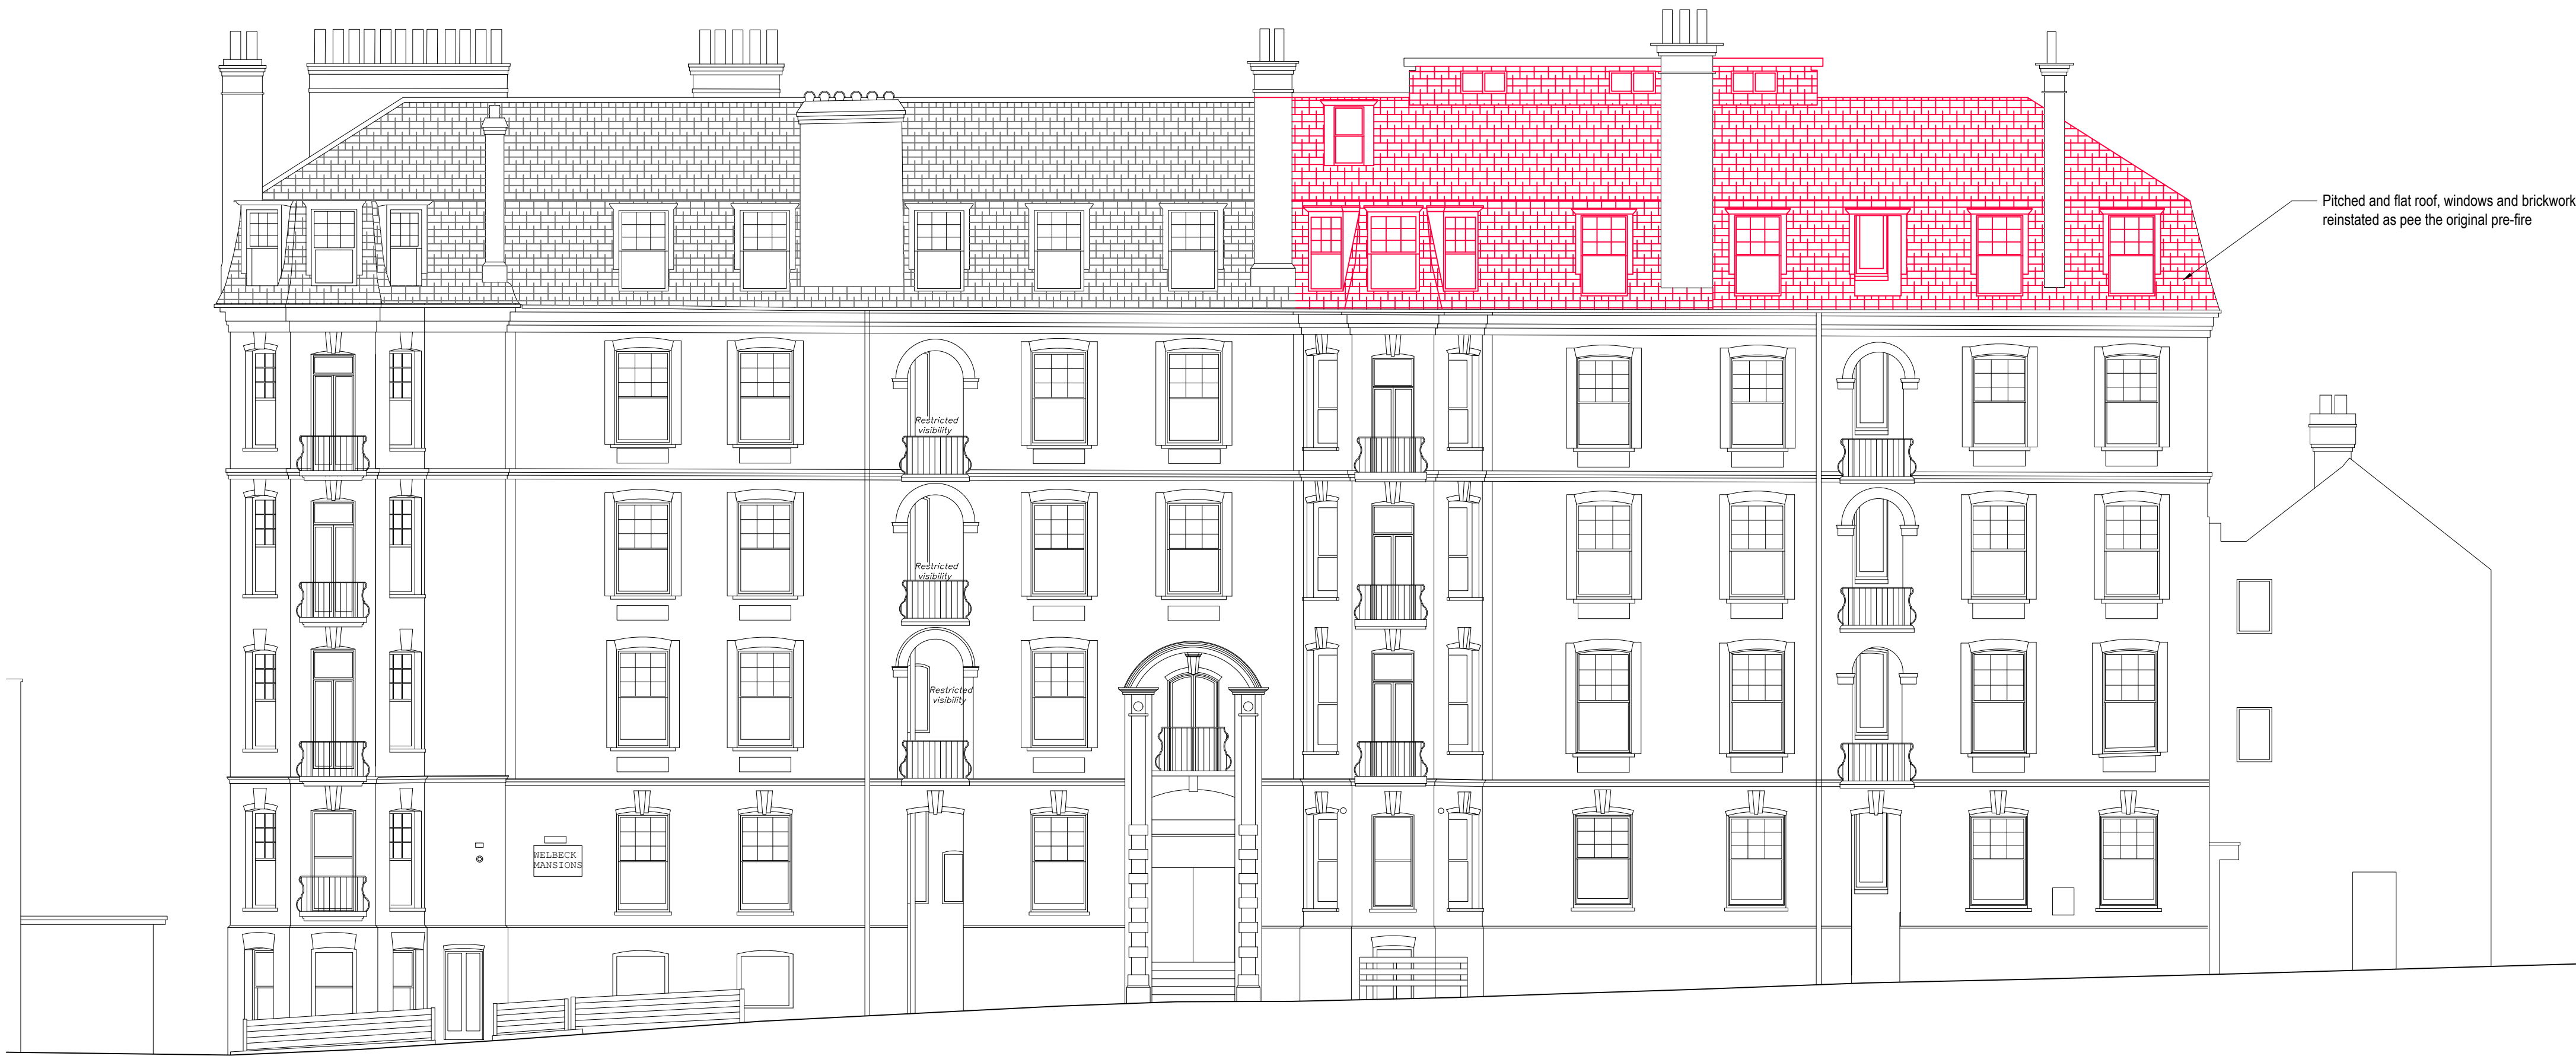 Pitched and flat roof, windows and brickwork
reinstated as pee the original pre-fire
Restricted
visibility
Restricted
visibility
Restricted
visibility
WELBECK
MANSIONS